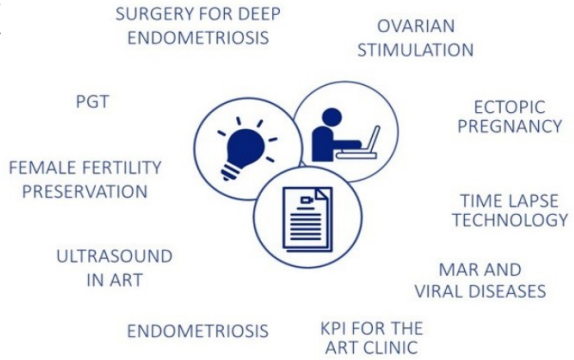 SURGERY FOR DEEP
ENDOMETRIOSIS
OVARIAN
STIMULATION
PGT
ECTOPIC
PREGNANCY
FEMALE FERTILITY
PRESERVATION
TIME LAPSE
TECHNOLOGY
ULTRASOUND
IN ART
MAR AND
VIRAL DISEASES
ENDOMETRIOSIS
KPI FOR THE
ART CLINIC